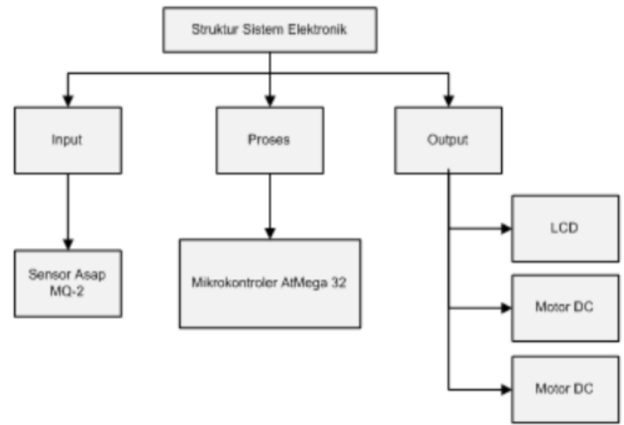 Struktur Sistem Elektronik
Input
Proses
Output
Sensor Asap
MQ-2
Mikrokontroler AtMega 32
LCD
Motor DC
Motor DC